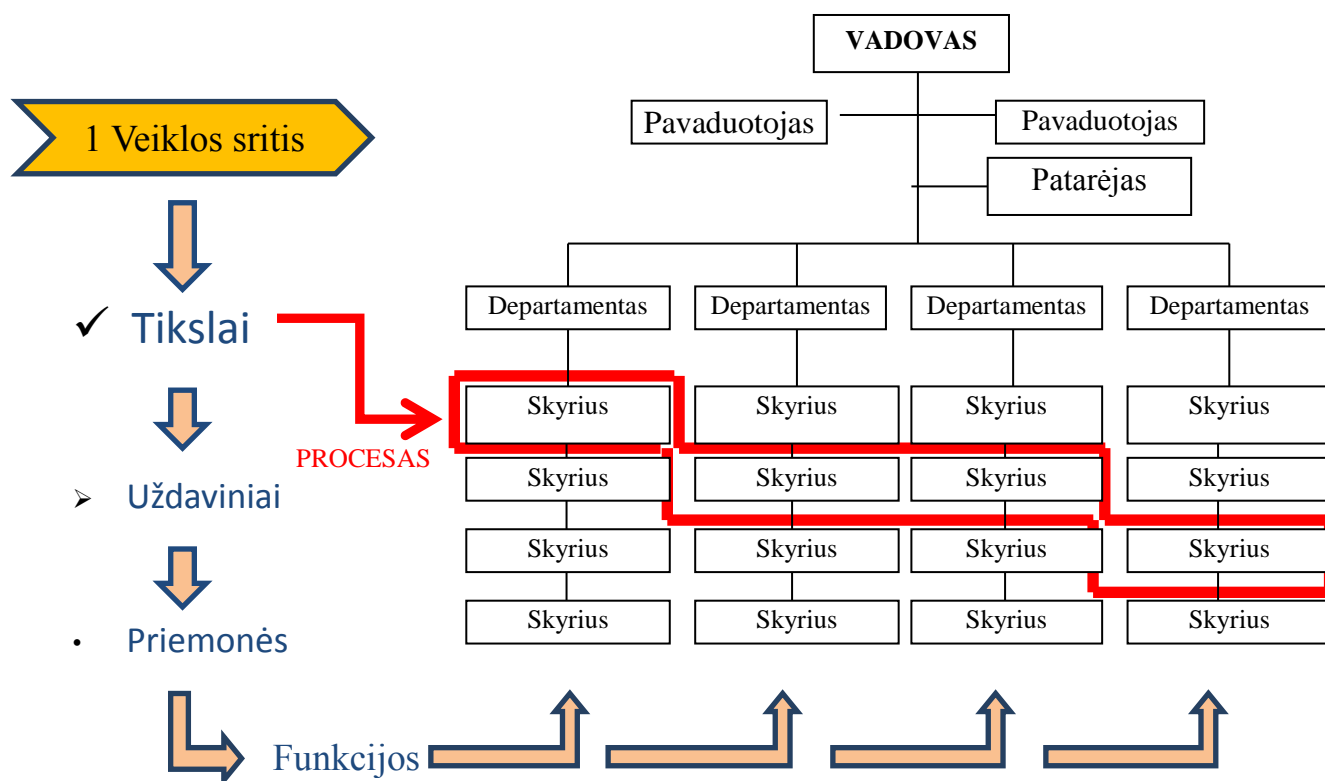 VADOVAS
1 Veiklos sritis
Pavaduotojas
Pavaduotojas
Patarėjas
Departamentas
Departamentas
Departamentas
Departamentas
✓ Tikslai
Skyrius
Skyrius
Skyrius
Skyrius
PROCESAS
Skyrius
Skyrius
Skyrius
Skyrius
➢ Uždaviniai
Skyrius
Skyrius
Skyrius
Skyrius
Skyrius
Skyrius
Skyrius
Skyrius
• Priemonės
Funkcijos